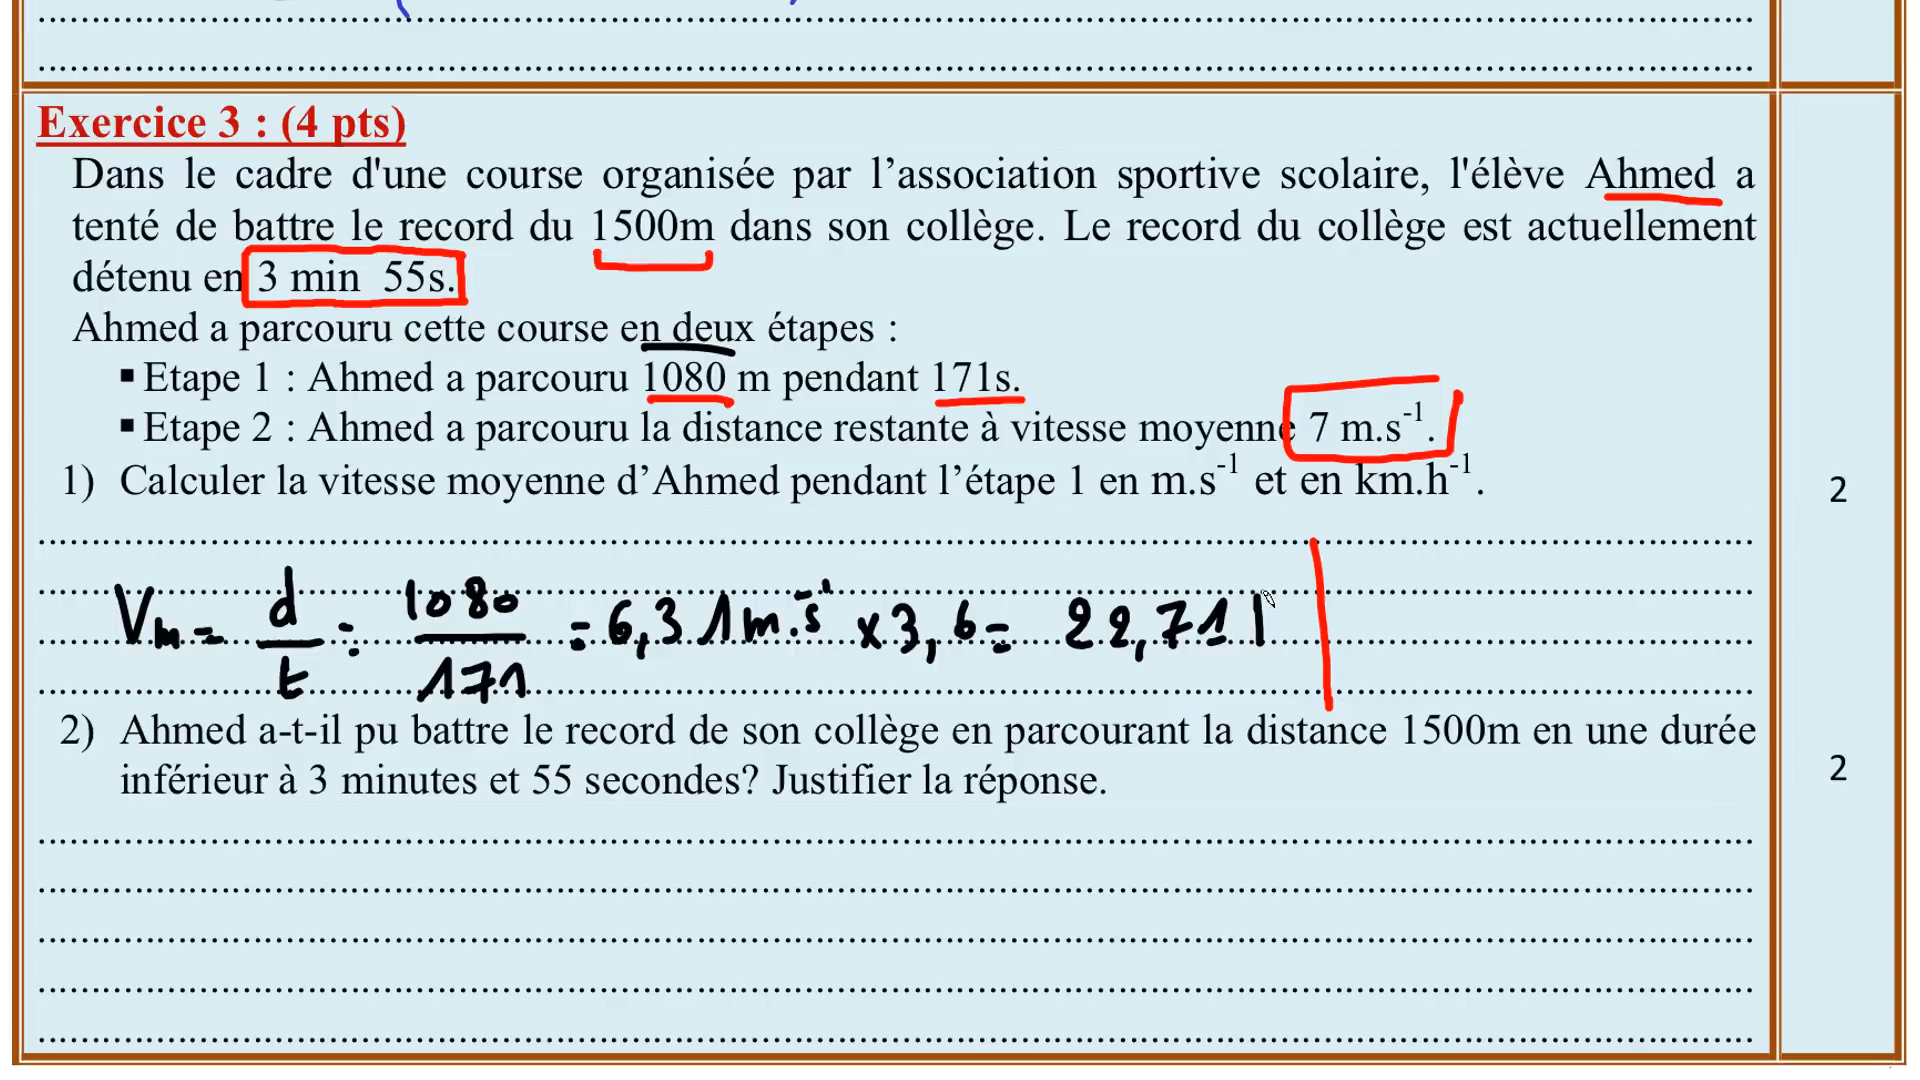 Exercice 3 : (4 pts)
Dans le cadre d'une course organisée par l’association sportive scolaire, l'élève Ahmed a
tenté de battre le record du 1500m dans son collège. Le record du collège est actuellement
détenu en 3 min 55s.
Ahmed a parcouru cette course en deux étapes :
▪ Etape 1 : Ahmed a parcouru 1080 m pendant 171s.
▪ Etape 2 : Ahmed a parcouru la distance restante à vitesse moyenne 7 m.s⁻¹.
1) Calculer la vitesse moyenne d’Ahmed pendant l’étape 1 en m.s⁻¹ et en km.h⁻¹.
2
Vm = d/t = 1080/171 = 6,31 m.s⁻¹ x3,6 = 22,71
2) Ahmed a-t-il pu battre le record de son collège en parcourant la distance 1500m en une durée
inférieur à 3 minutes et 55 secondes? Justifier la réponse.
2